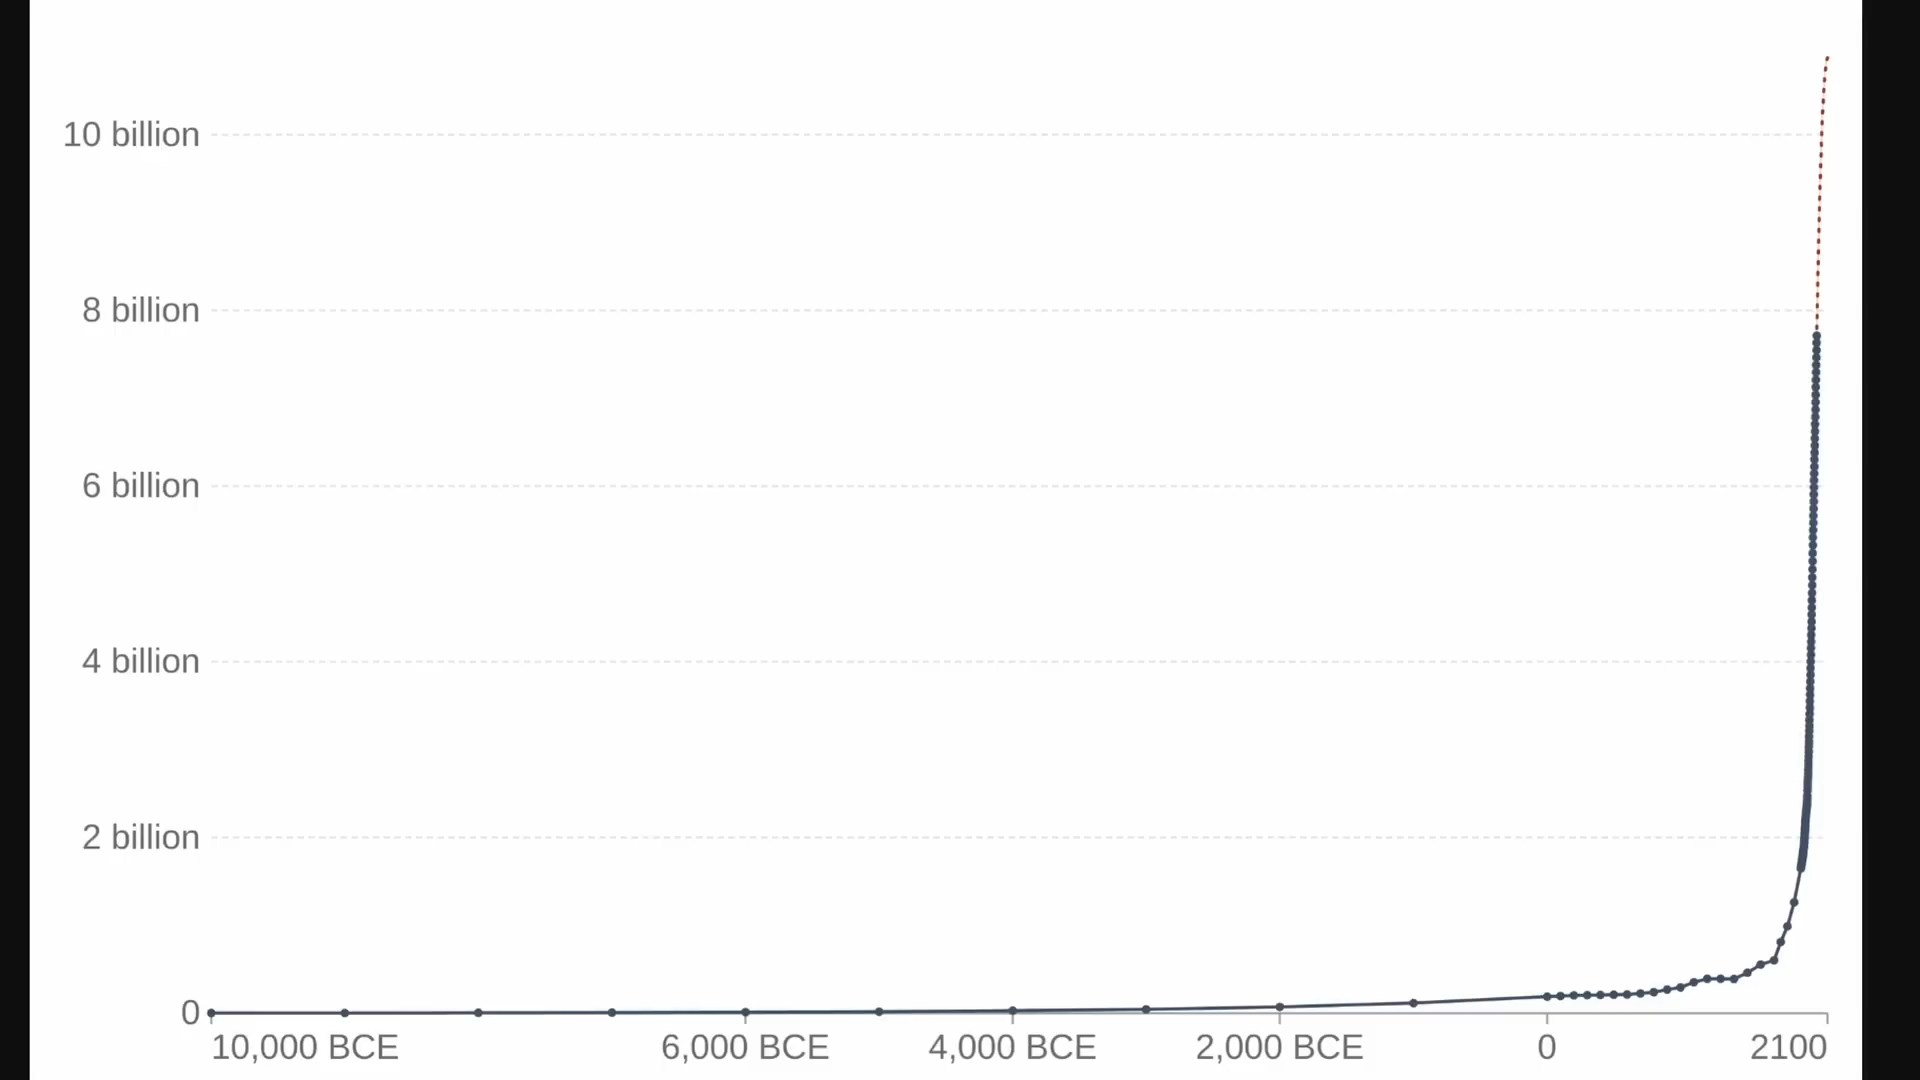 10 billion
8 billion
6 billion
4 billion
2 billion
0
10,000 BCE 6,000 BCE 4,000 BCE 2,000 BCE 0 2100